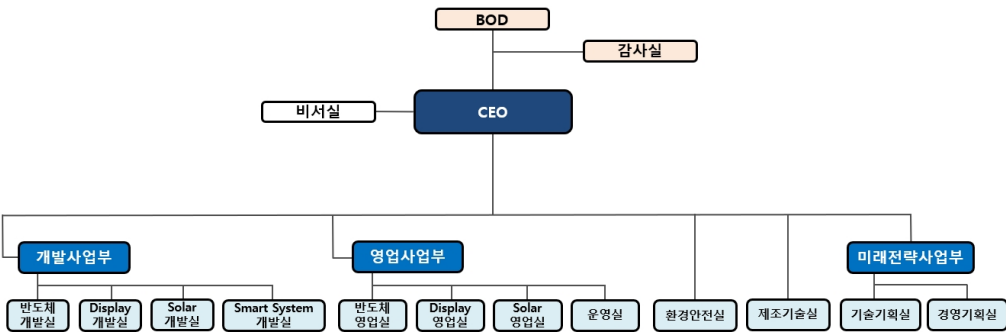 BOD
감사실
비서실
CEO
개발사업부
영업사업부
미래전략사업부
반도체
개발실
Display
개발실
Solar
개발실
Smart System
개발실
반도체
영업실
Display
영업실
Solar
영업실
운영실
환경안전실
제조기술실
기술기획실
경영기획실